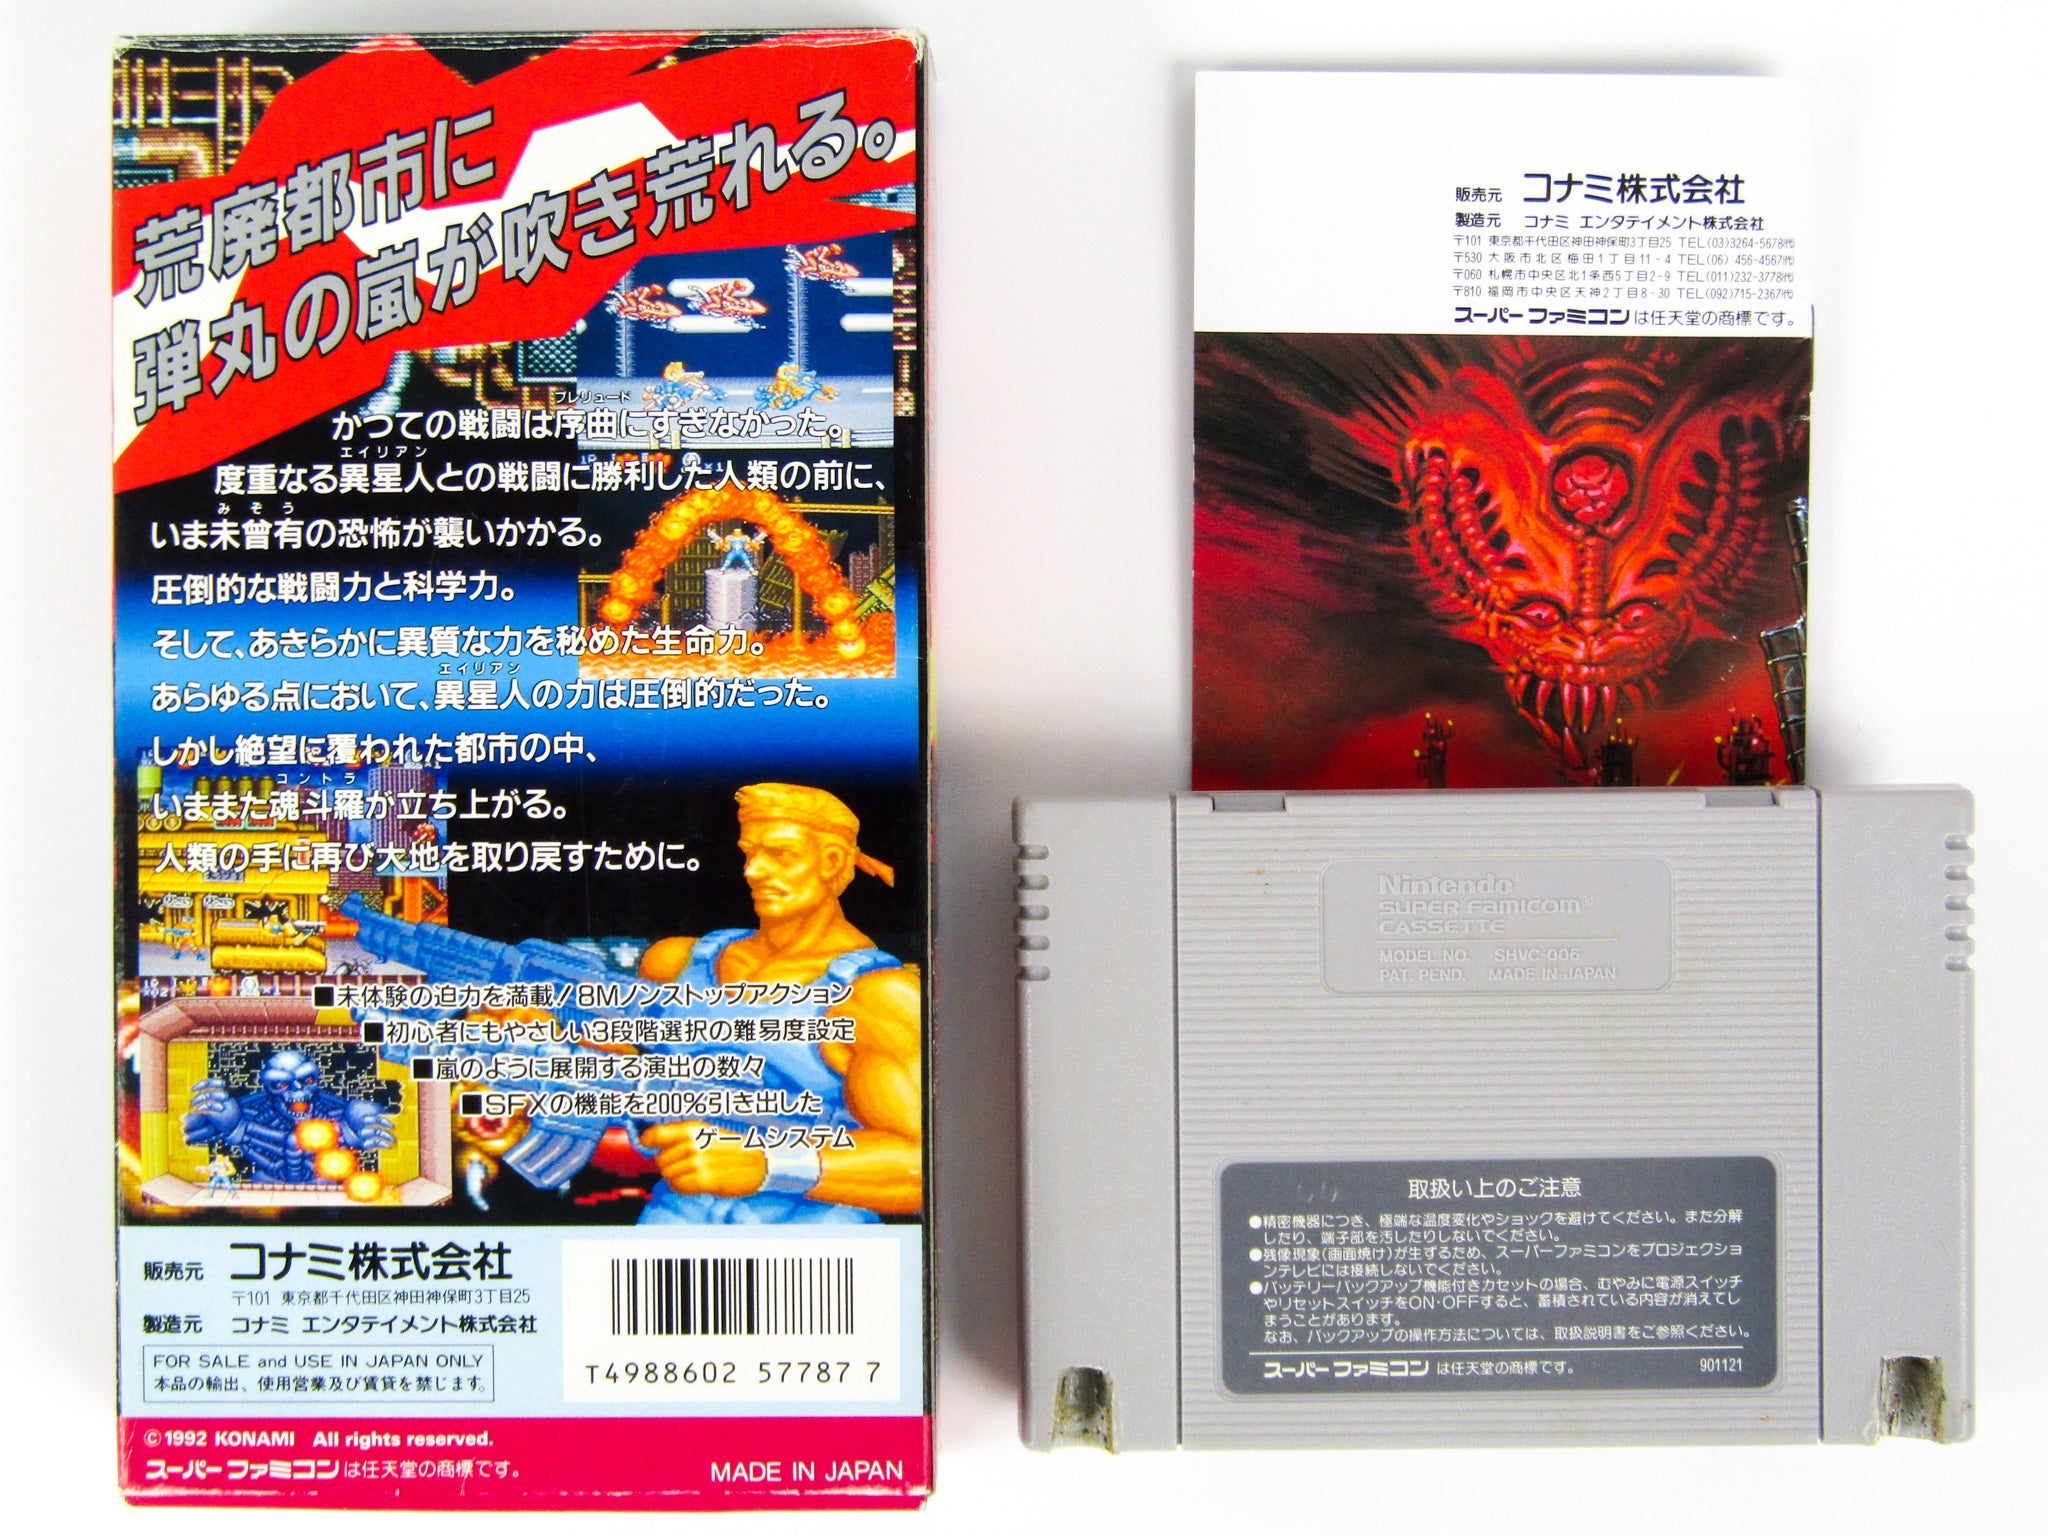 荒廃都市に
弾丸の嵐が吹き荒れる。
プレリュード
かつての戦闘は序曲にすぎなかった。
エイリアン
度重なる異星人との戦闘に勝利した人類の前に、
みぞう
いま未曾有の恐怖が襲いかかる。
圧倒的な戦闘力と科学力。
そして、あきらかに異質な力を秘めた生命力。
エイリアン
あらゆる点において、異星人の力は圧倒的だった。
しかし絶望に覆われた都市の中、
コントラ
いままた魂斗羅が立ち上がる。
人類の手に再び大地を取り戻すために。
■未体験の迫力を満載!8Mノンストップアクション
■初心者にもやさしい3段階選択の難易度設定
■嵐のように展開する演出の数々
■SFXの機能を200%引き出した
ゲームシステム
販売元 コナミ株式会社
〒101 東京都千代田区神田神保町3丁目25
製造元 コナミ エンタテイメント株式会社
FOR SALE and USE IN JAPAN ONLY
本品の輸出、使用営業及び賃貸を禁じます。
T4988602 57787 7
©1992 KONAMI All rights reserved.
スーパーファミコンは任天堂の商標です。
MADE IN JAPAN
販売元 コナミ株式会社
製造元 コナミ エンタテイメント株式会社
〒101 東京都千代田区神田神保町3丁目25 TEL(03)3264-5678㈹
〒530 大阪市北区梅田1丁目11-4 TEL(06)456-4567㈹
〒060 札幌市中央区北1条西5丁目2-9 TEL(011)232-3778㈹
〒810 福岡市中央区天神2丁目8-30 TEL(092)715-2367㈹
スーパーファミコンは任天堂の商標です。
Nintendo®
SUPER FAMICOM®
CASSETTE
MODEL NO. SHVC-006
PAT. PEND. MADE IN JAPAN
取扱い上のご注意
●精密機器につき、極端な温度変化やショックを避けてください。また分解
したり、端子部を汚したりしないでください。
●残像現象(画面焼け)が生ずるため、スーパーファミコンをプロジェクショ
ンテレビには接続しないでください。
●バッテリーバックアップ機能付きカセットの場合、むやみに電源スイッチ
やリセットスイッチをON・OFFすると、蓄積されている内容が消えてし
まうことがあります。
なお、バックアップの操作方法については、取扱説明書をご参照ください。
スーパーファミコンは任天堂の商標です。 901121